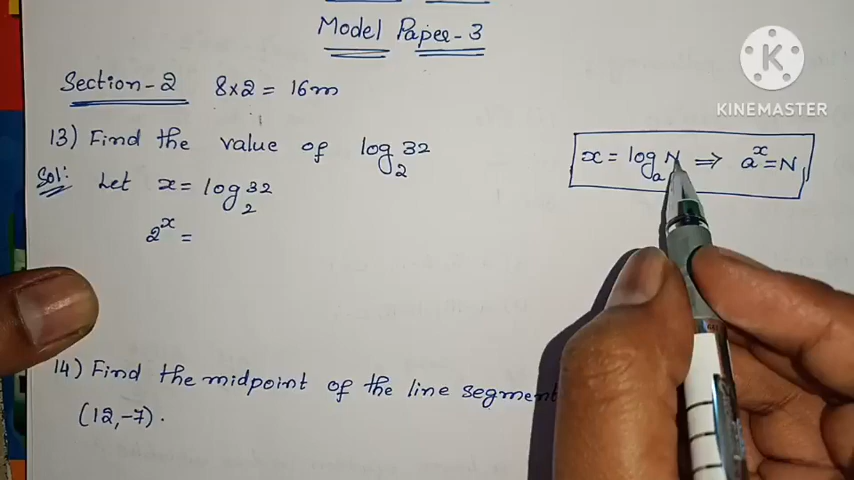 Model Paper-3
KINEMASTER
Section-2 8×2= 16m
13) Find the value of log₂32
x = logₐN ⇒ aˣ=N
Sol: Let x = log₂32
2ˣ =
14) Find the midpoint of the line segment
(12,-7).